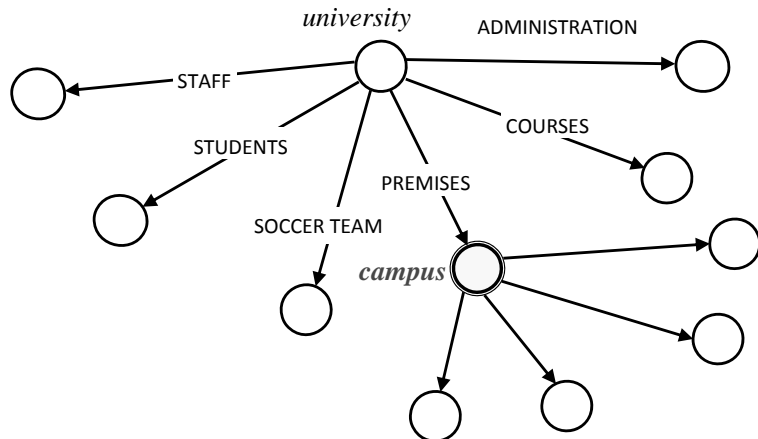 university
ADMINISTRATION
STAFF
COURSES
STUDENTS
PREMISES
SOCCER TEAM
campus